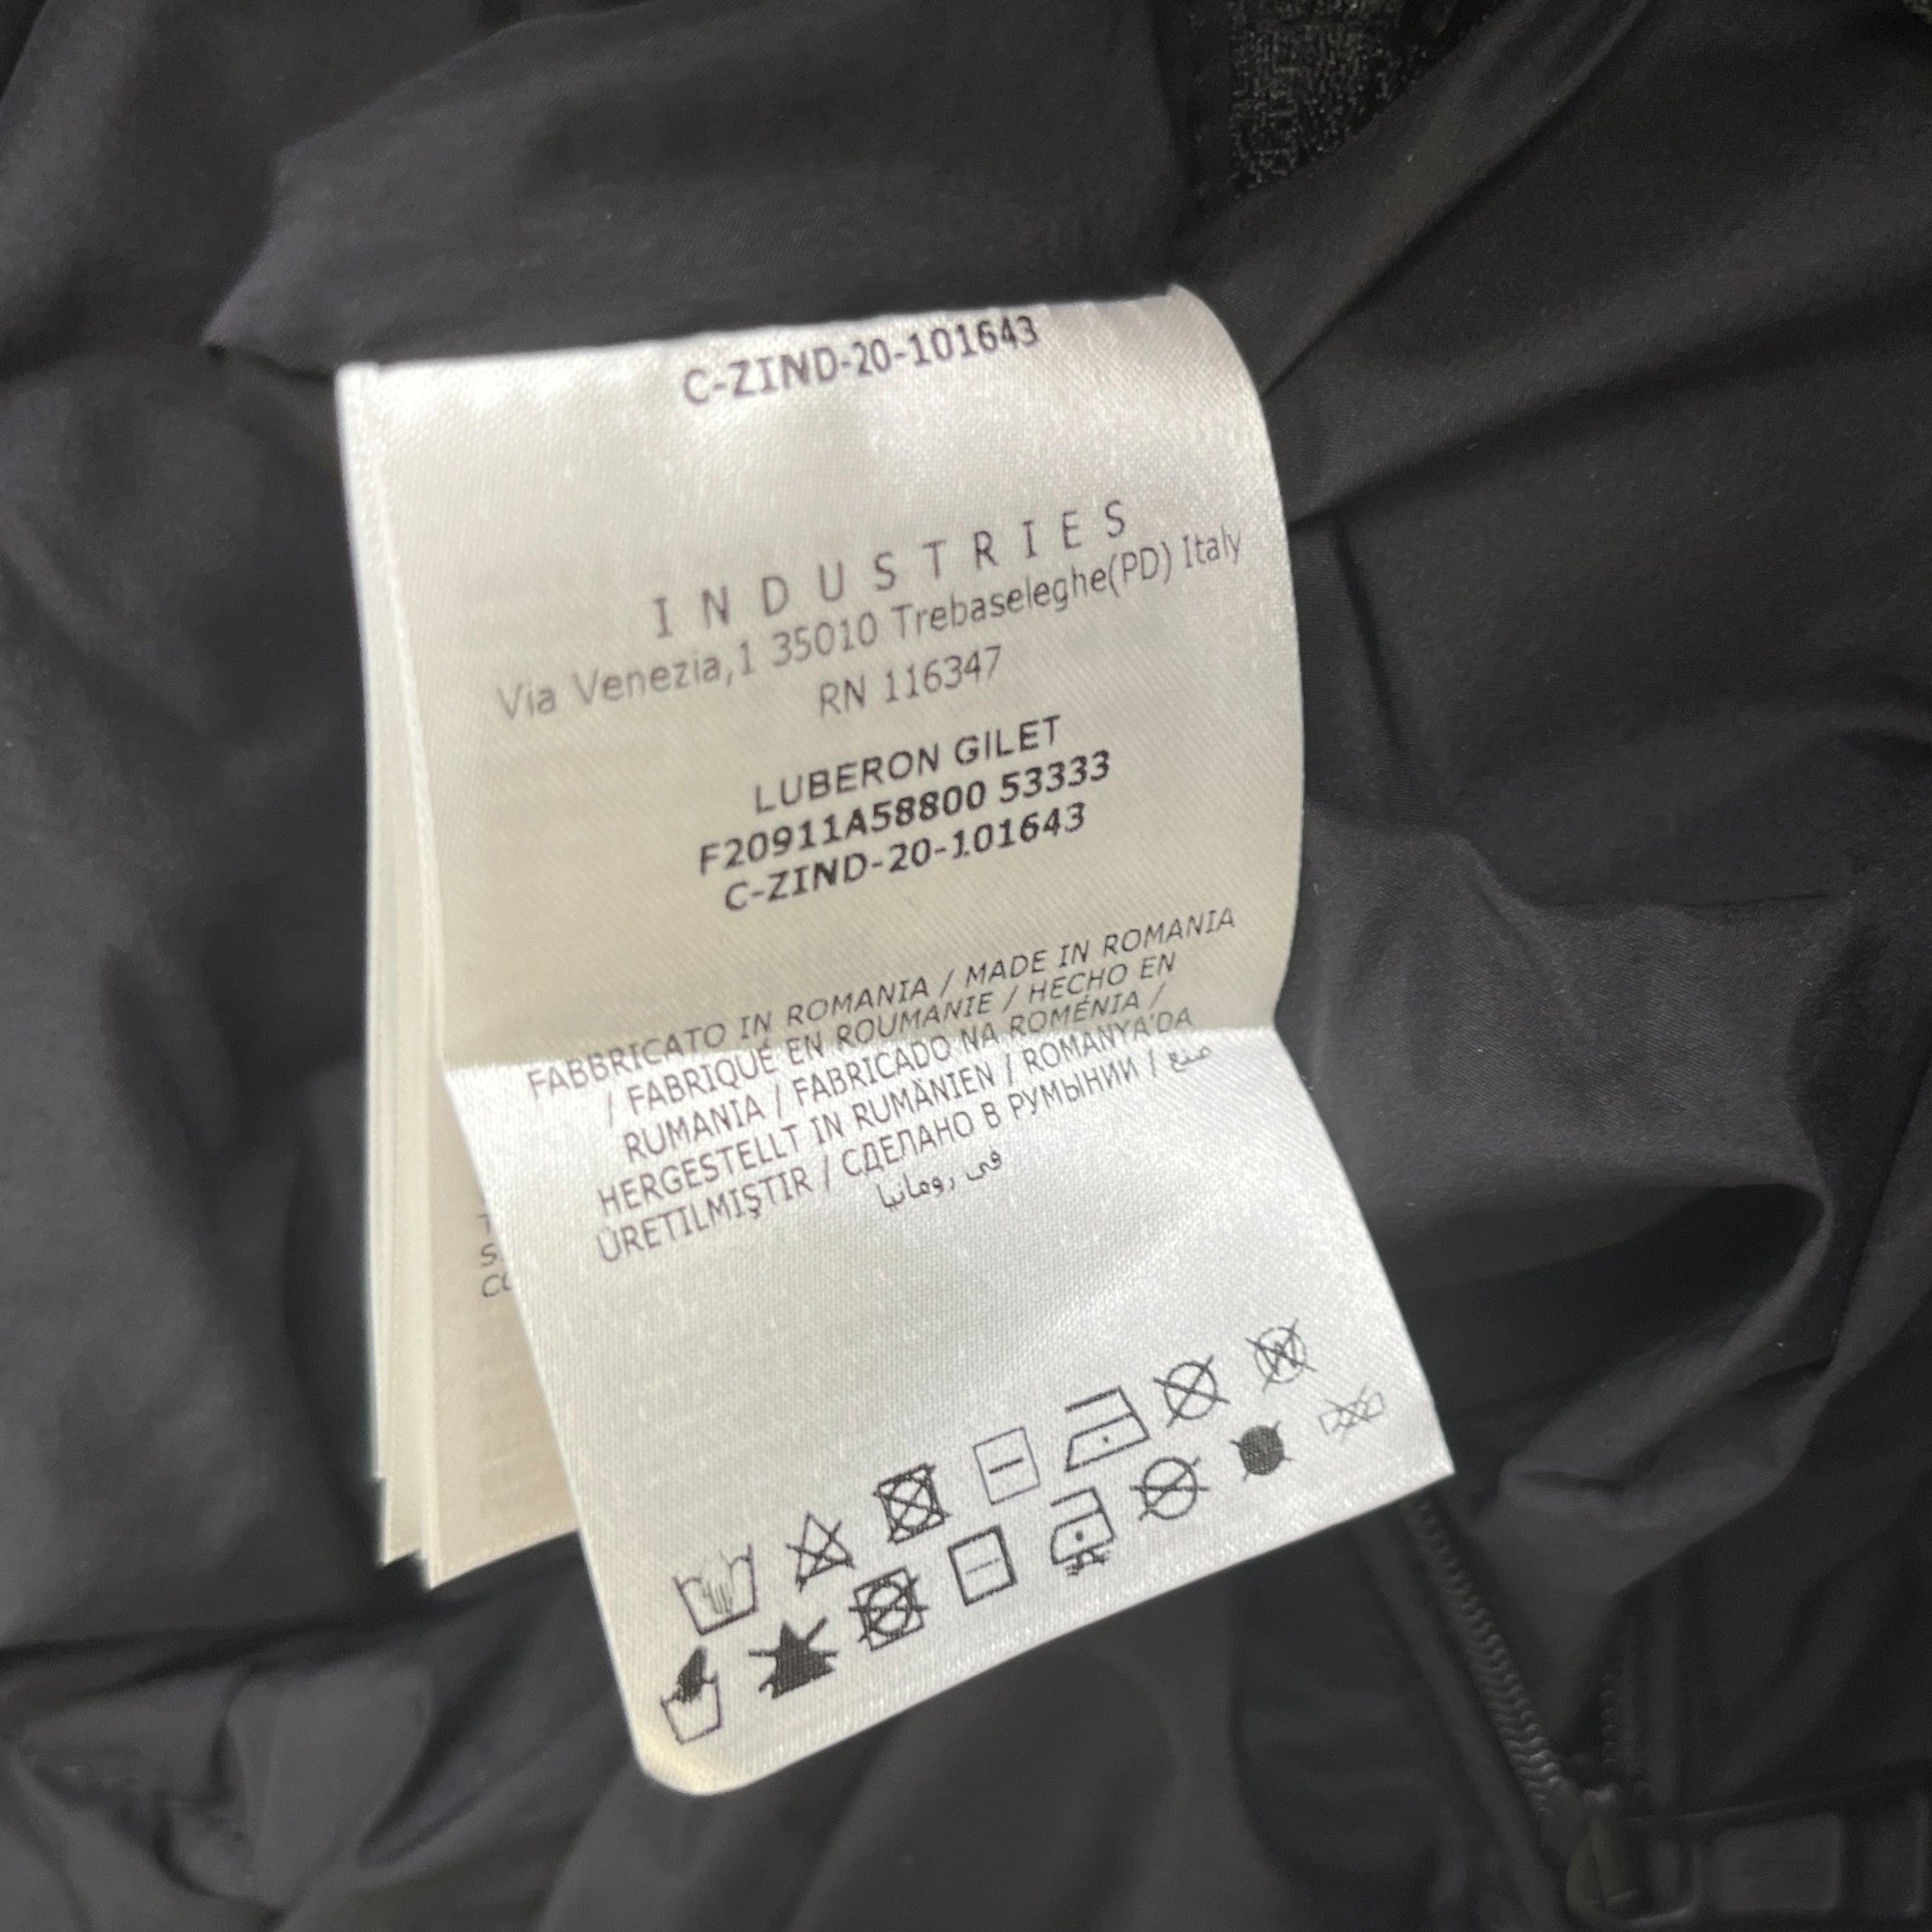 C-ZIND-20-101643
INDUSTRIES
Via Venezia,1 35010 Trebaseleghe(PD) Italy
RN 116347
LUBERON GILET
F20911A58800 53333
C-ZIND-20-101643
FABBRICATO IN ROMANIA / MADE IN ROMANIA
/ FABRIQUÉ EN ROUMANIE / HECHO EN
RUMANIA / FABRICADO NA ROMÉNIA /
HERGESTELLT IN RUMÄNIEN / ROMANYA'DA
ÜRETILMIŞTIR / СДЕЛАНО В РУМЫНИИ / صنع
في رومانيا